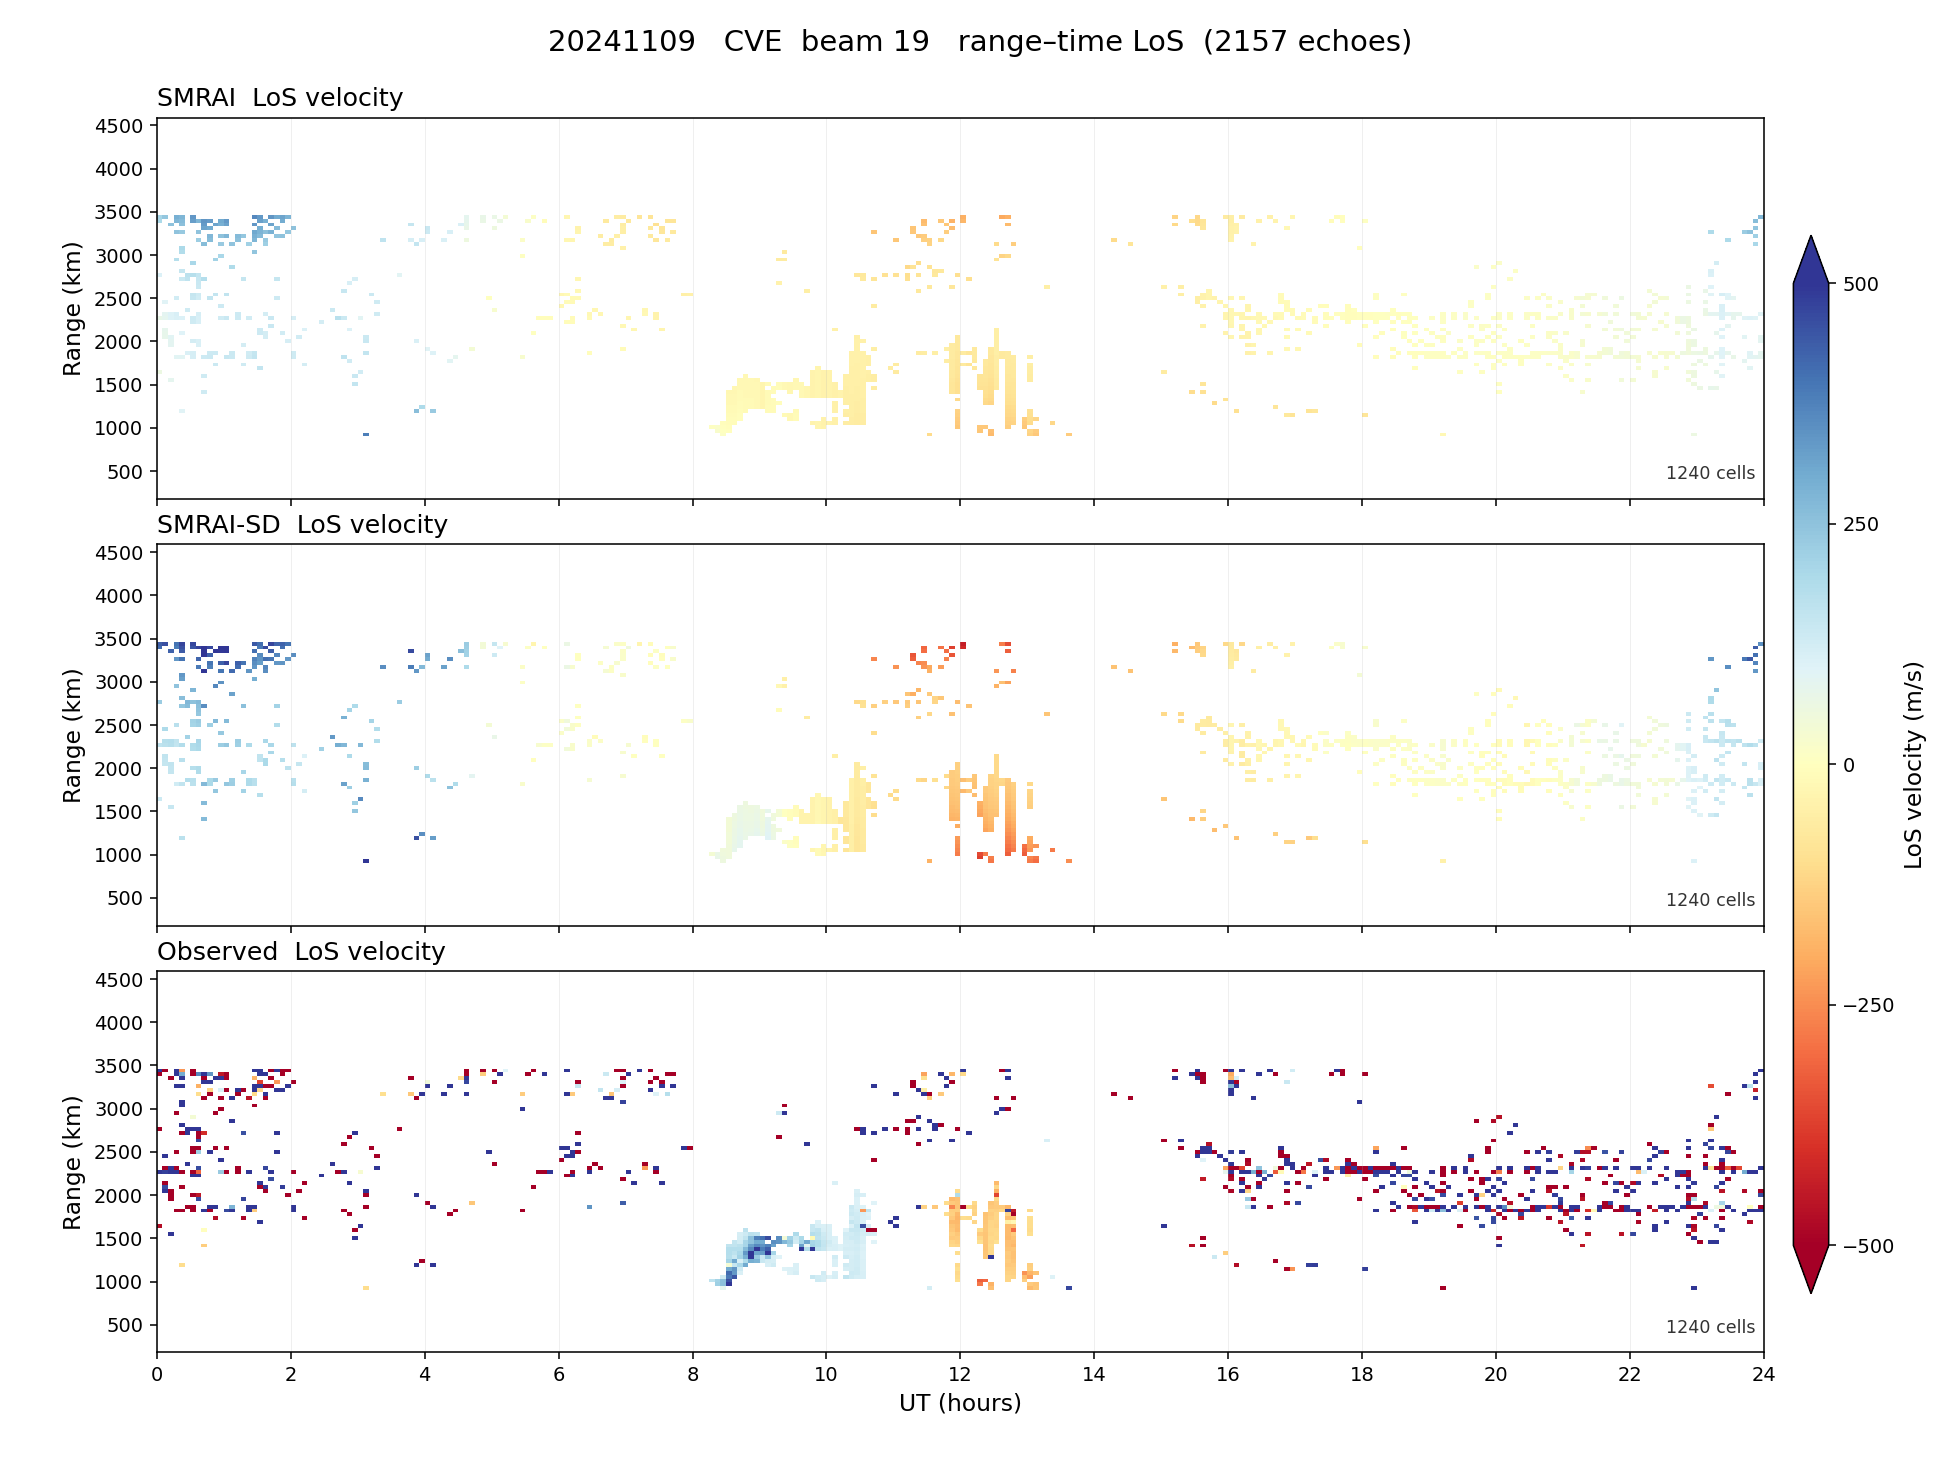 20241109 CVE beam 19 range–time LoS (2157 echoes)
SMRAI LoS velocity
4500
4000
3500
3000
2500
2000
1500
1000
500
Range (km)
1240 cells
SMRAI-SD LoS velocity
4500
4000
3500
3000
2500
2000
1500
1000
500
Range (km)
1240 cells
Observed LoS velocity
4500
4000
3500
3000
2500
2000
1500
1000
500
Range (km)
1240 cells
0 2 4 6 8 10 12 14 16 18 20 22 24
UT (hours)
500
250
0
−250
−500
LoS velocity (m/s)